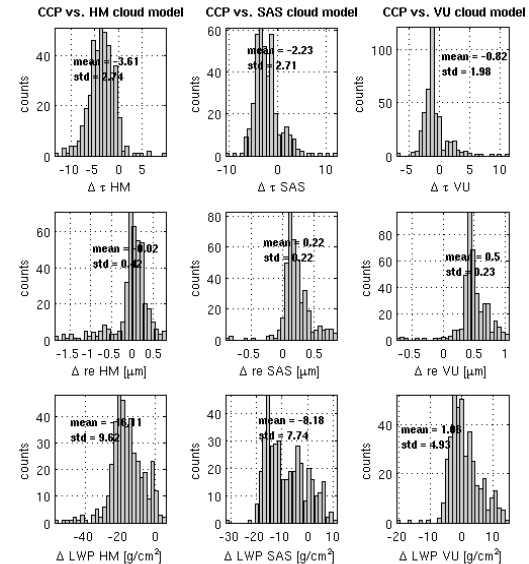 CCP vs. HM cloud model
CCP vs. SAS cloud model
CCP vs. VU cloud model
counts
40
20
0
mean = -3.61
std = 2.74
-10 -5 0 5
Δ τ HM
counts
60
40
20
0
mean = -2.23
std = 2.71
-10 0 10
Δ τ SAS
counts
100
50
0
mean = -0.82
std = 1.98
-5 0 5 10
Δ τ VU
counts
60
40
20
0
mean = -0.02
std = 0.42
-1.5 -1 -0.5 0 0.5
Δ re HM [μm]
counts
80
60
40
20
0
mean = 0.22
std = 0.22
-0.5 0 0.5
Δ re SAS [μm]
counts
80
60
40
20
0
mean = 0.5
std = 0.23
-0.5 0 0.5 1
Δ re VU [μm]
counts
40
20
0
mean = -16.11
std = 9.62
-40 -20 0
Δ LWP HM [g/cm²]
counts
40
30
20
10
0
mean = -8.18
std = 7.74
-30 -20 -10 0 10
Δ LWP SAS [g/cm²]
counts
40
20
0
mean = 1.06
std = 4.93
-20 -10 0 10
Δ LWP VU [g/cm²]